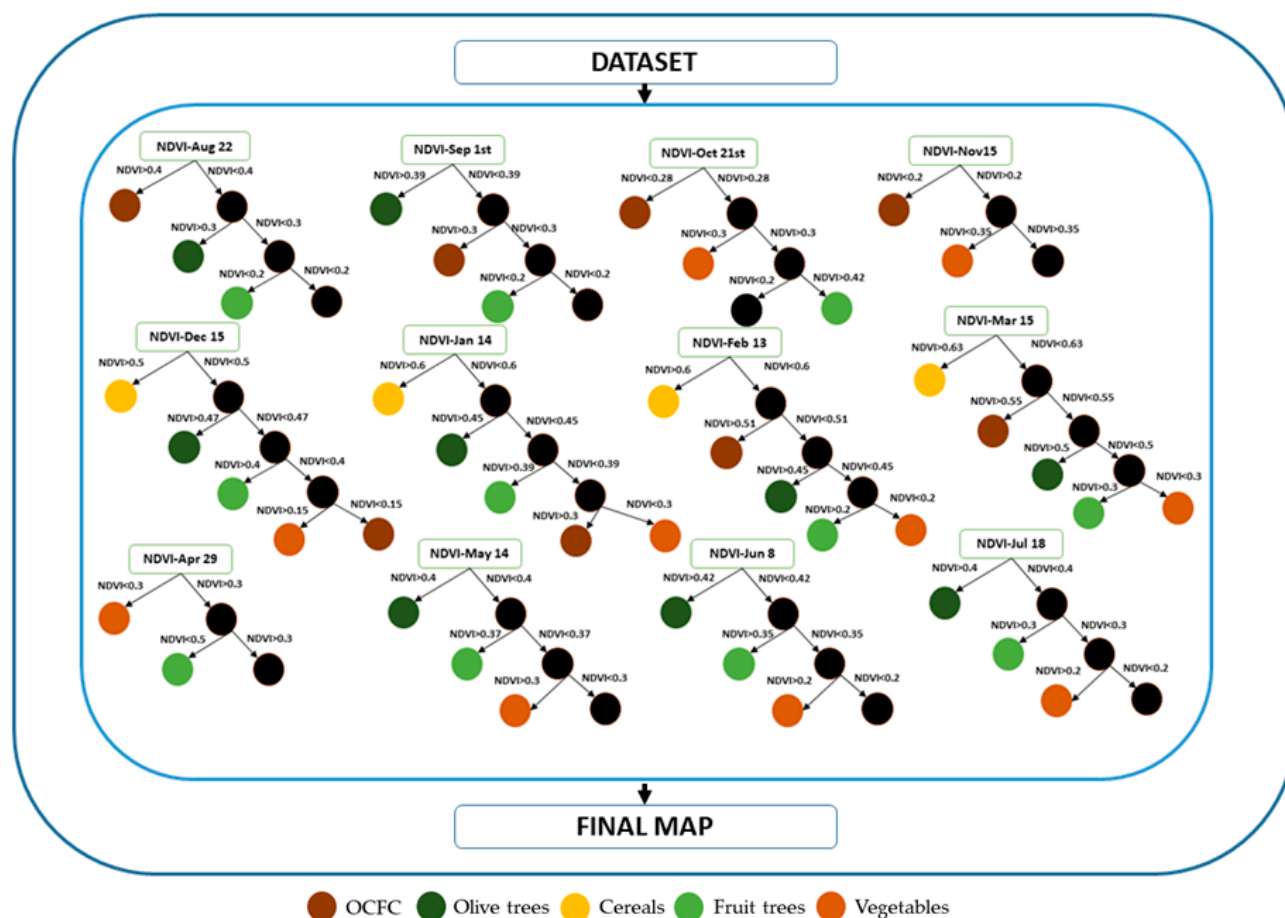 DATASET
NDVI-Aug 22
NDVI>0.4
NDVI<0.4
NDVI>0.3
NDVI<0.3
NDVI<0.2
NDVI<0.2
NDVI-Sep 1st
NDVI>0.39
NDVI<0.39
NDVI>0.3
NDVI<0.3
NDVI<0.2
NDVI<0.2
NDVI-Oct 21st
NDVI<0.28
NDVI>0.28
NDVI<0.3
NDVI>0.3
NDVI<0.2
NDVI>0.42
NDVI-Nov15
NDVI<0.2
NDVI>0.2
NDVI<0.35
NDVI>0.35
NDVI-Dec 15
NDVI>0.5
NDVI<0.5
NDVI>0.47
NDVI<0.47
NDVI>0.4
NDVI<0.4
NDVI>0.15
NDVI<0.15
NDVI-Jan 14
NDVI>0.6
NDVI<0.6
NDVI>0.45
NDVI<0.45
NDVI>0.39
NDVI<0.39
NDVI>0.3
NDVI<0.3
NDVI-Feb 13
NDVI>0.6
NDVI<0.6
NDVI>0.51
NDVI<0.51
NDVI>0.45
NDVI<0.45
NDVI>0.2
NDVI<0.2
NDVI-Mar 15
NDVI>0.63
NDVI<0.63
NDVI>0.55
NDVI<0.55
NDVI>0.5
NDVI<0.5
NDVI>0.3
NDVI<0.3
NDVI-Apr 29
NDVI<0.3
NDVI>0.3
NDVI<0.5
NDVI>0.3
NDVI-May 14
NDVI>0.4
NDVI<0.4
NDVI>0.37
NDVI<0.37
NDVI>0.3
NDVI<0.3
NDVI-Jun 8
NDVI>0.42
NDVI<0.42
NDVI>0.35
NDVI<0.35
NDVI>0.2
NDVI<0.2
NDVI-Jul 18
NDVI>0.4
NDVI<0.4
NDVI>0.3
NDVI<0.3
NDVI>0.2
NDVI<0.2
FINAL MAP
OCFC Olive trees Cereals Fruit trees Vegetables